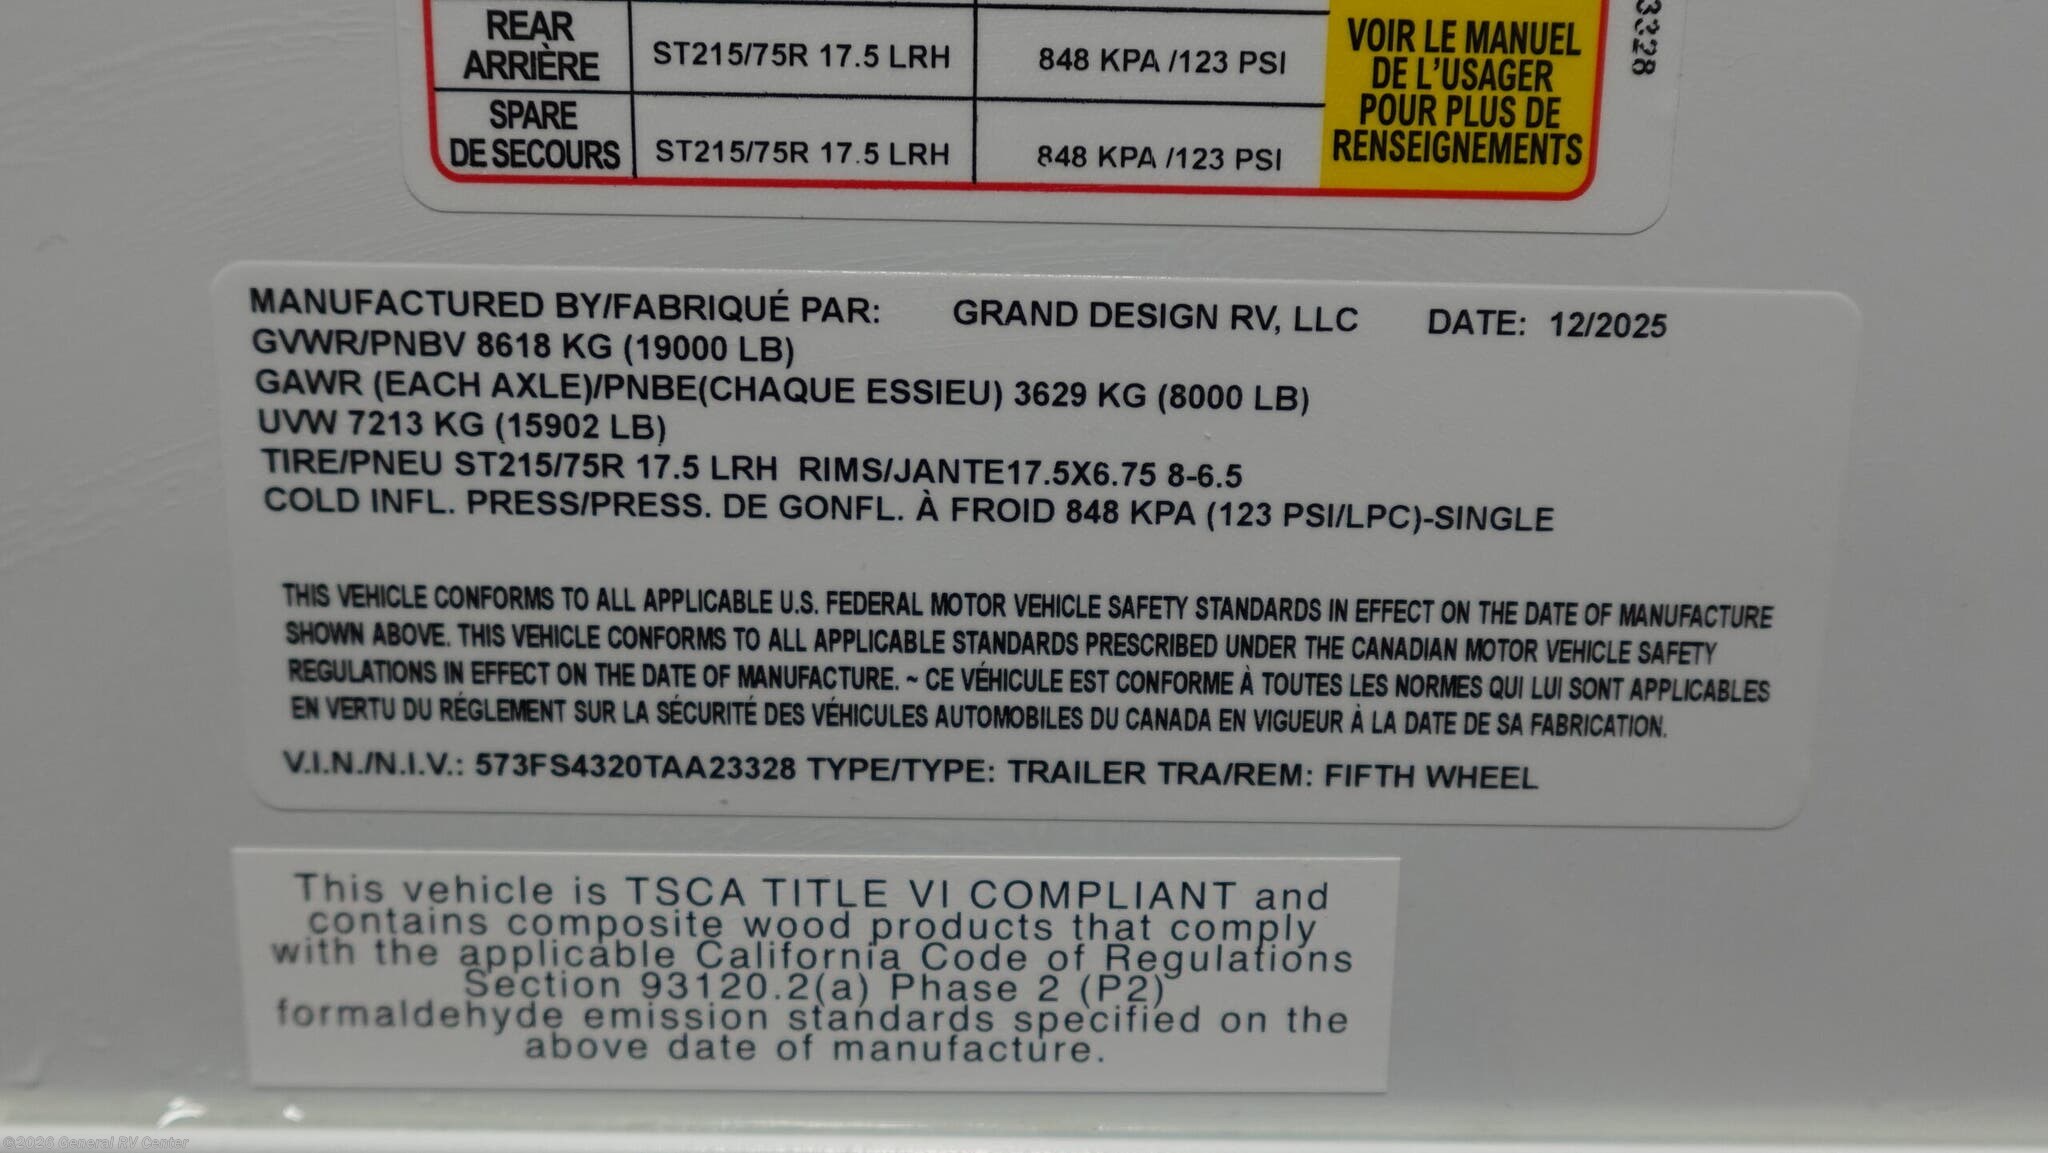 REAR
ARRIÈRE
ST215/75R 17.5 LRH
848 KPA /123 PSI
SPARE
DE SECOURS
ST215/75R 17.5 LRH
848 KPA /123 PSI
VOIR LE MANUEL
DE L'USAGER
POUR PLUS DE
RENSEIGNEMENTS
3328
MANUFACTURED BY/FABRIQUÉ PAR: GRAND DESIGN RV, LLC DATE: 12/2025
GVWR/PNBV 8618 KG (19000 LB)
GAWR (EACH AXLE)/PNBE(CHAQUE ESSIEU) 3629 KG (8000 LB)
UVW 7213 KG (15902 LB)
TIRE/PNEU ST215/75R 17.5 LRH RIMS/JANTE17.5X6.75 8-6.5
COLD INFL. PRESS/PRESS. DE GONFL. À FROID 848 KPA (123 PSI/LPC)-SINGLE
THIS VEHICLE CONFORMS TO ALL APPLICABLE U.S. FEDERAL MOTOR VEHICLE SAFETY STANDARDS IN EFFECT ON THE DATE OF MANUFACTURE
SHOWN ABOVE. THIS VEHICLE CONFORMS TO ALL APPLICABLE STANDARDS PRESCRIBED UNDER THE CANADIAN MOTOR VEHICLE SAFETY
REGULATIONS IN EFFECT ON THE DATE OF MANUFACTURE. ~ CE VÉHICULE EST CONFORME À TOUTES LES NORMES QUI LUI SONT APPLICABLES
EN VERTU DU RÉGLEMENT SUR LA SÉCURITÉ DES VÉHICULES AUTOMOBILES DU CANADA EN VIGUEUR À LA DATE DE SA FABRICATION.
V.I.N./N.I.V.: 573FS4320TAA23328 TYPE/TYPE: TRAILER TRA/REM: FIFTH WHEEL
This vehicle is TSCA TITLE VI COMPLIANT and
contains composite wood products that comply
with the applicable California Code of Regulations
Section 93120.2(a) Phase 2 (P2)
formaldehyde emission standards specified on the
above date of manufacture.
©2026 General RV Center